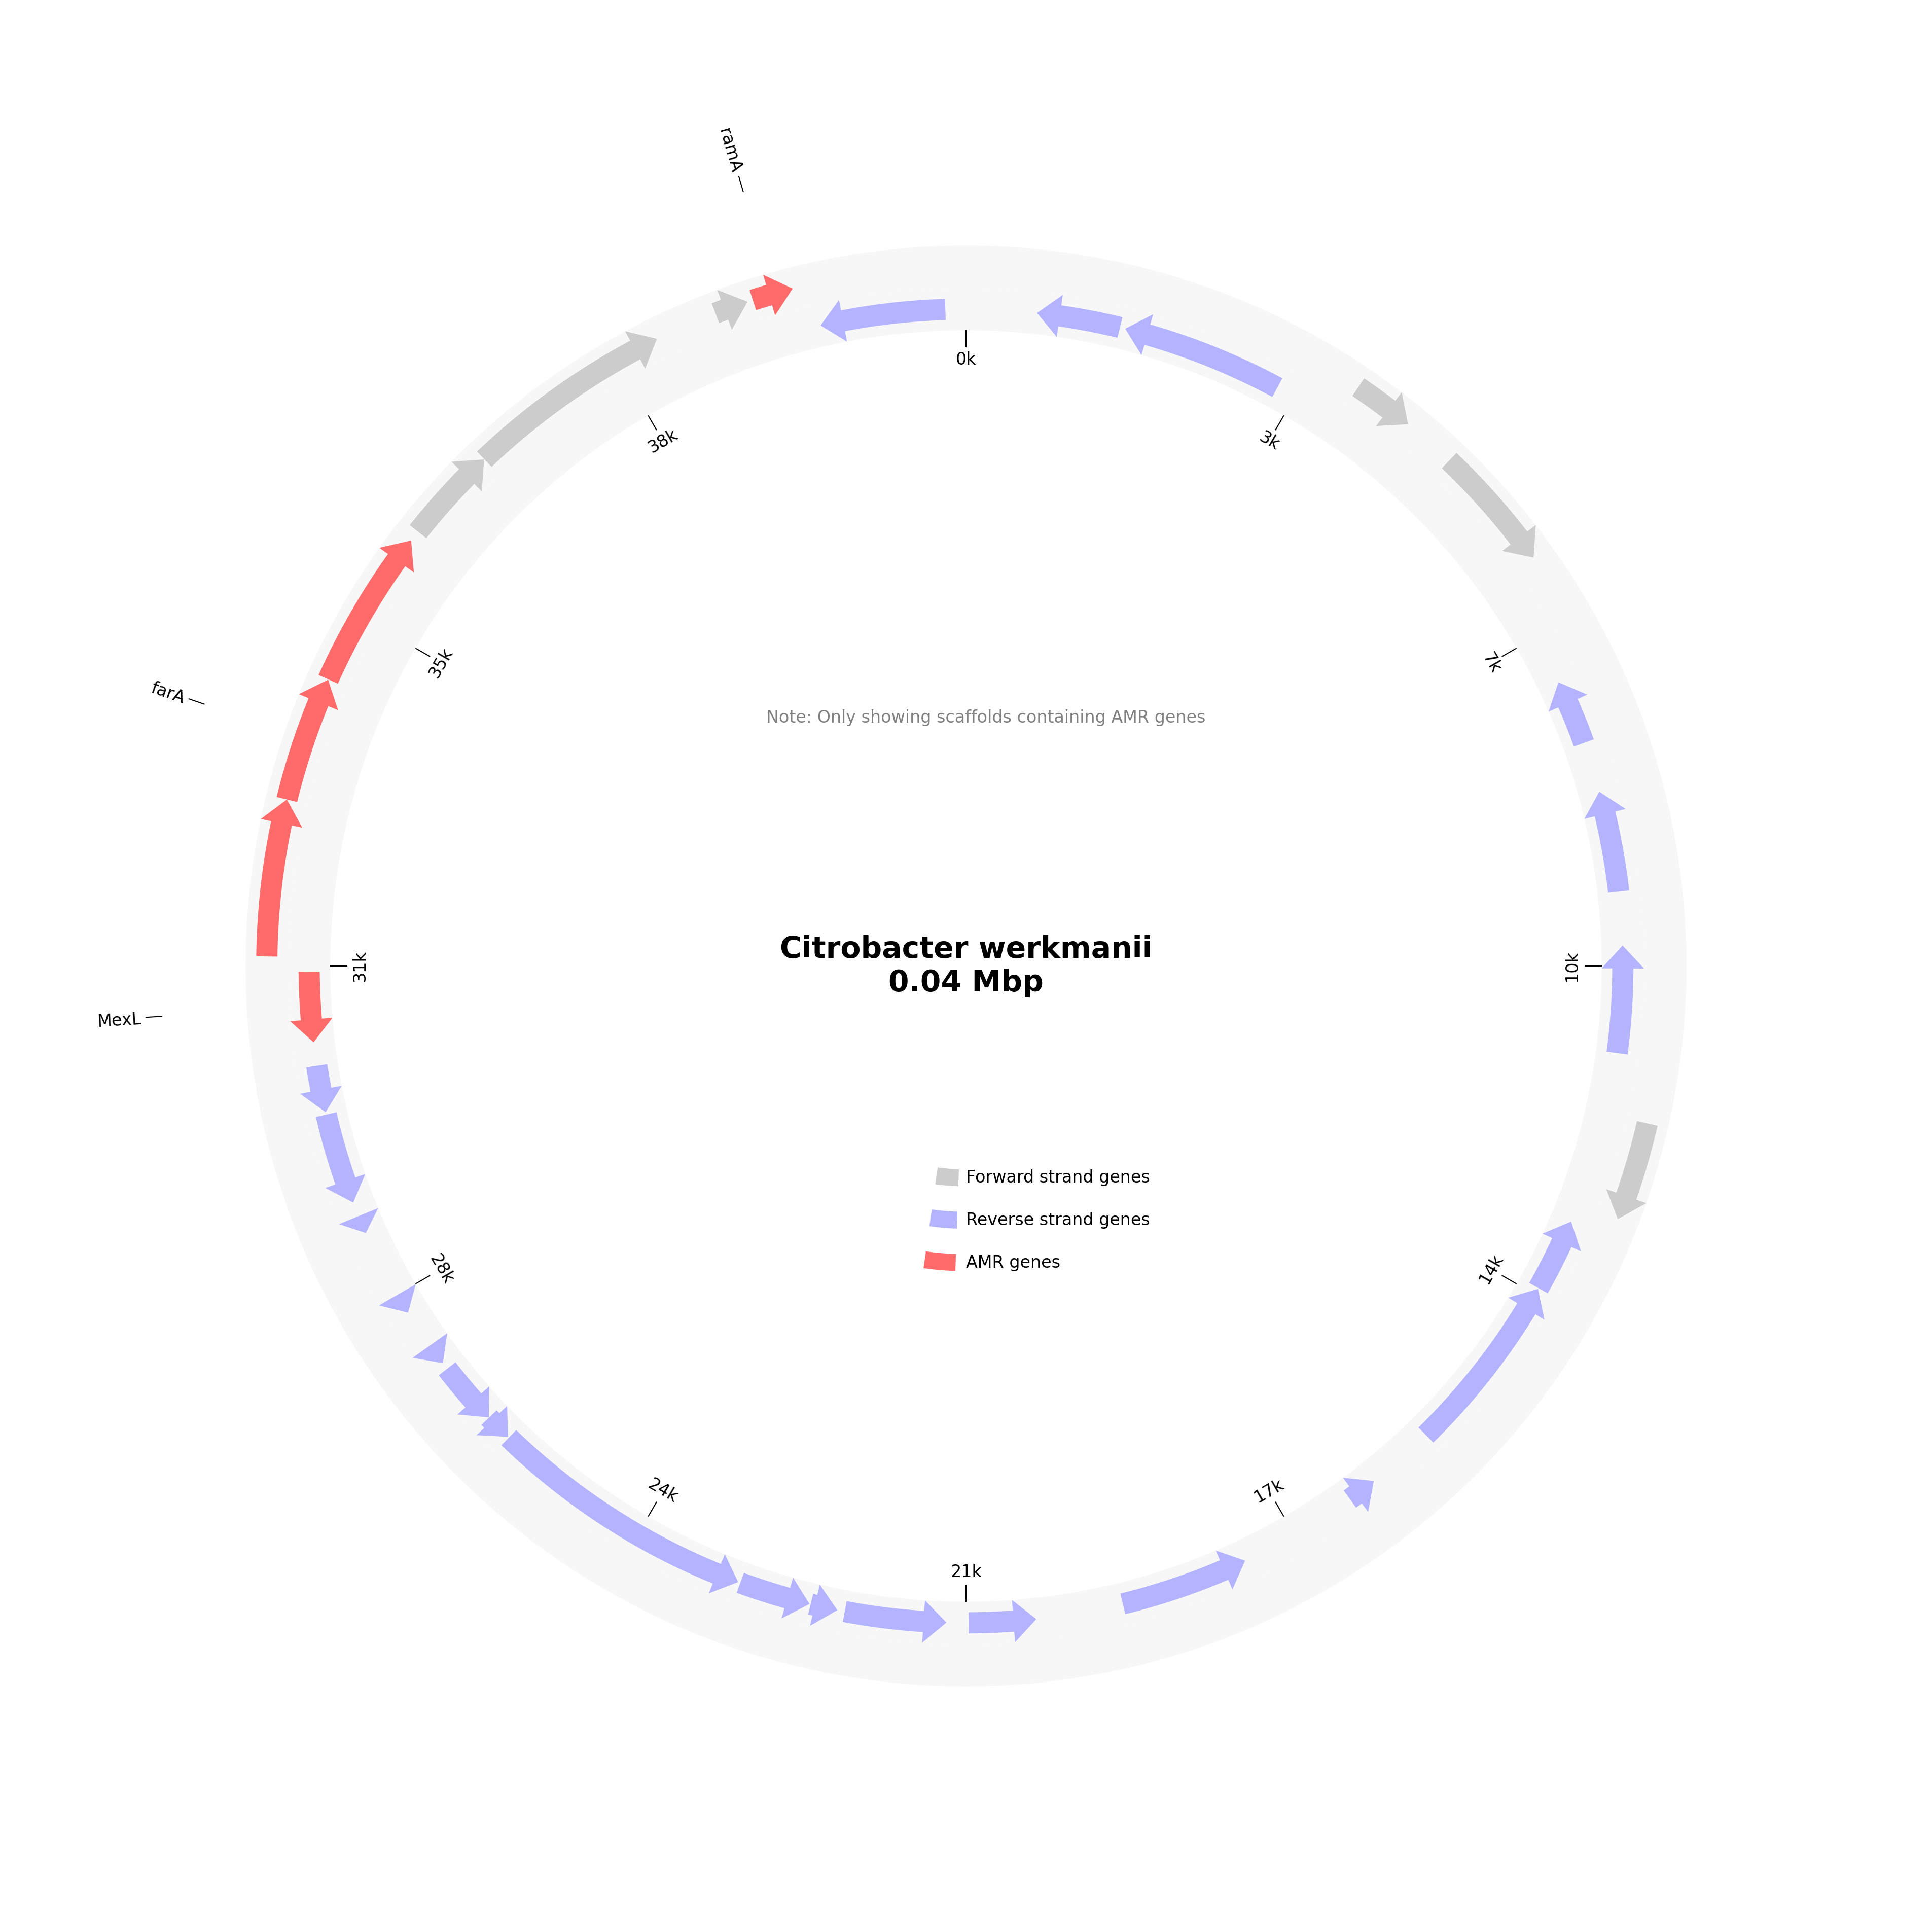 ramA
0k
38k
3k
35k
7k
farA
Note: Only showing scaffolds containing AMR genes
Citrobacter werkmanii
0.04 Mbp
31k
10k
MexL
Forward strand genes
Reverse strand genes
AMR genes
28k
14k
24k
17k
21k